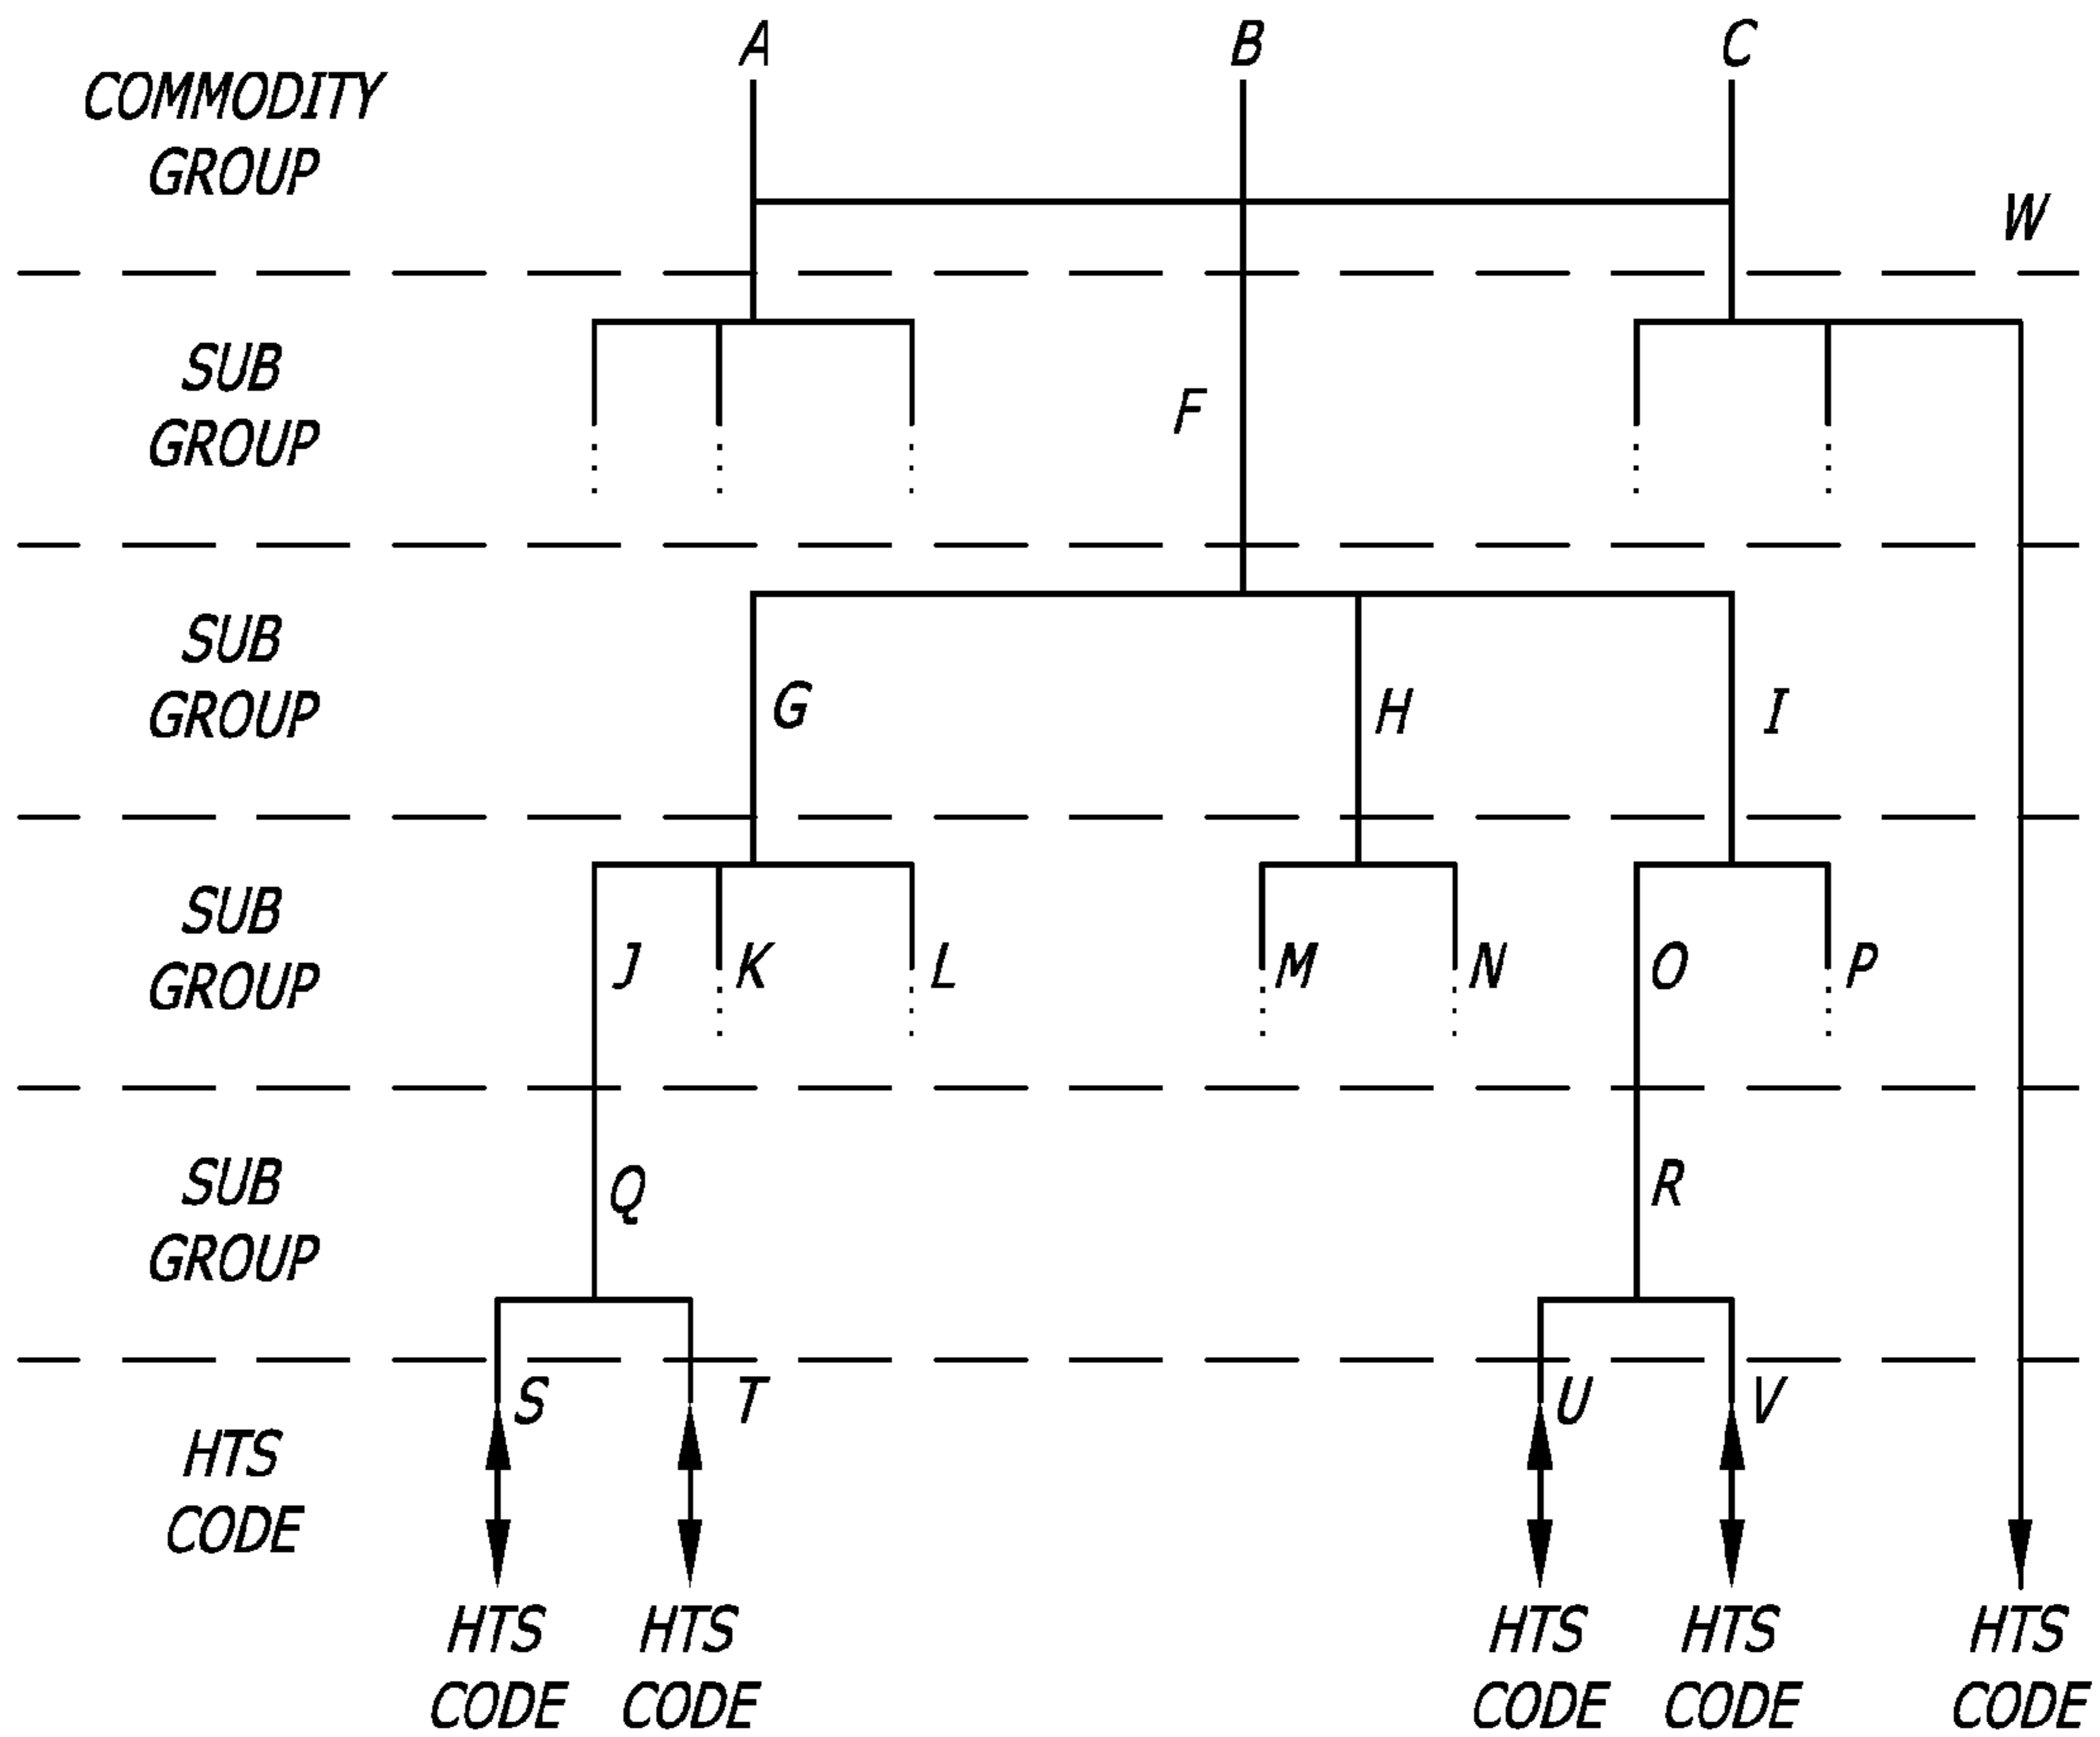 A B C
COMMODITY
GROUP
W
SUB
GROUP
F
SUB
GROUP
G H I
SUB
GROUP
J K L M N O P
SUB
GROUP
Q R
S T U V
HTS
CODE
HTS HTS HTS HTS HTS
CODE CODE CODE CODE CODE